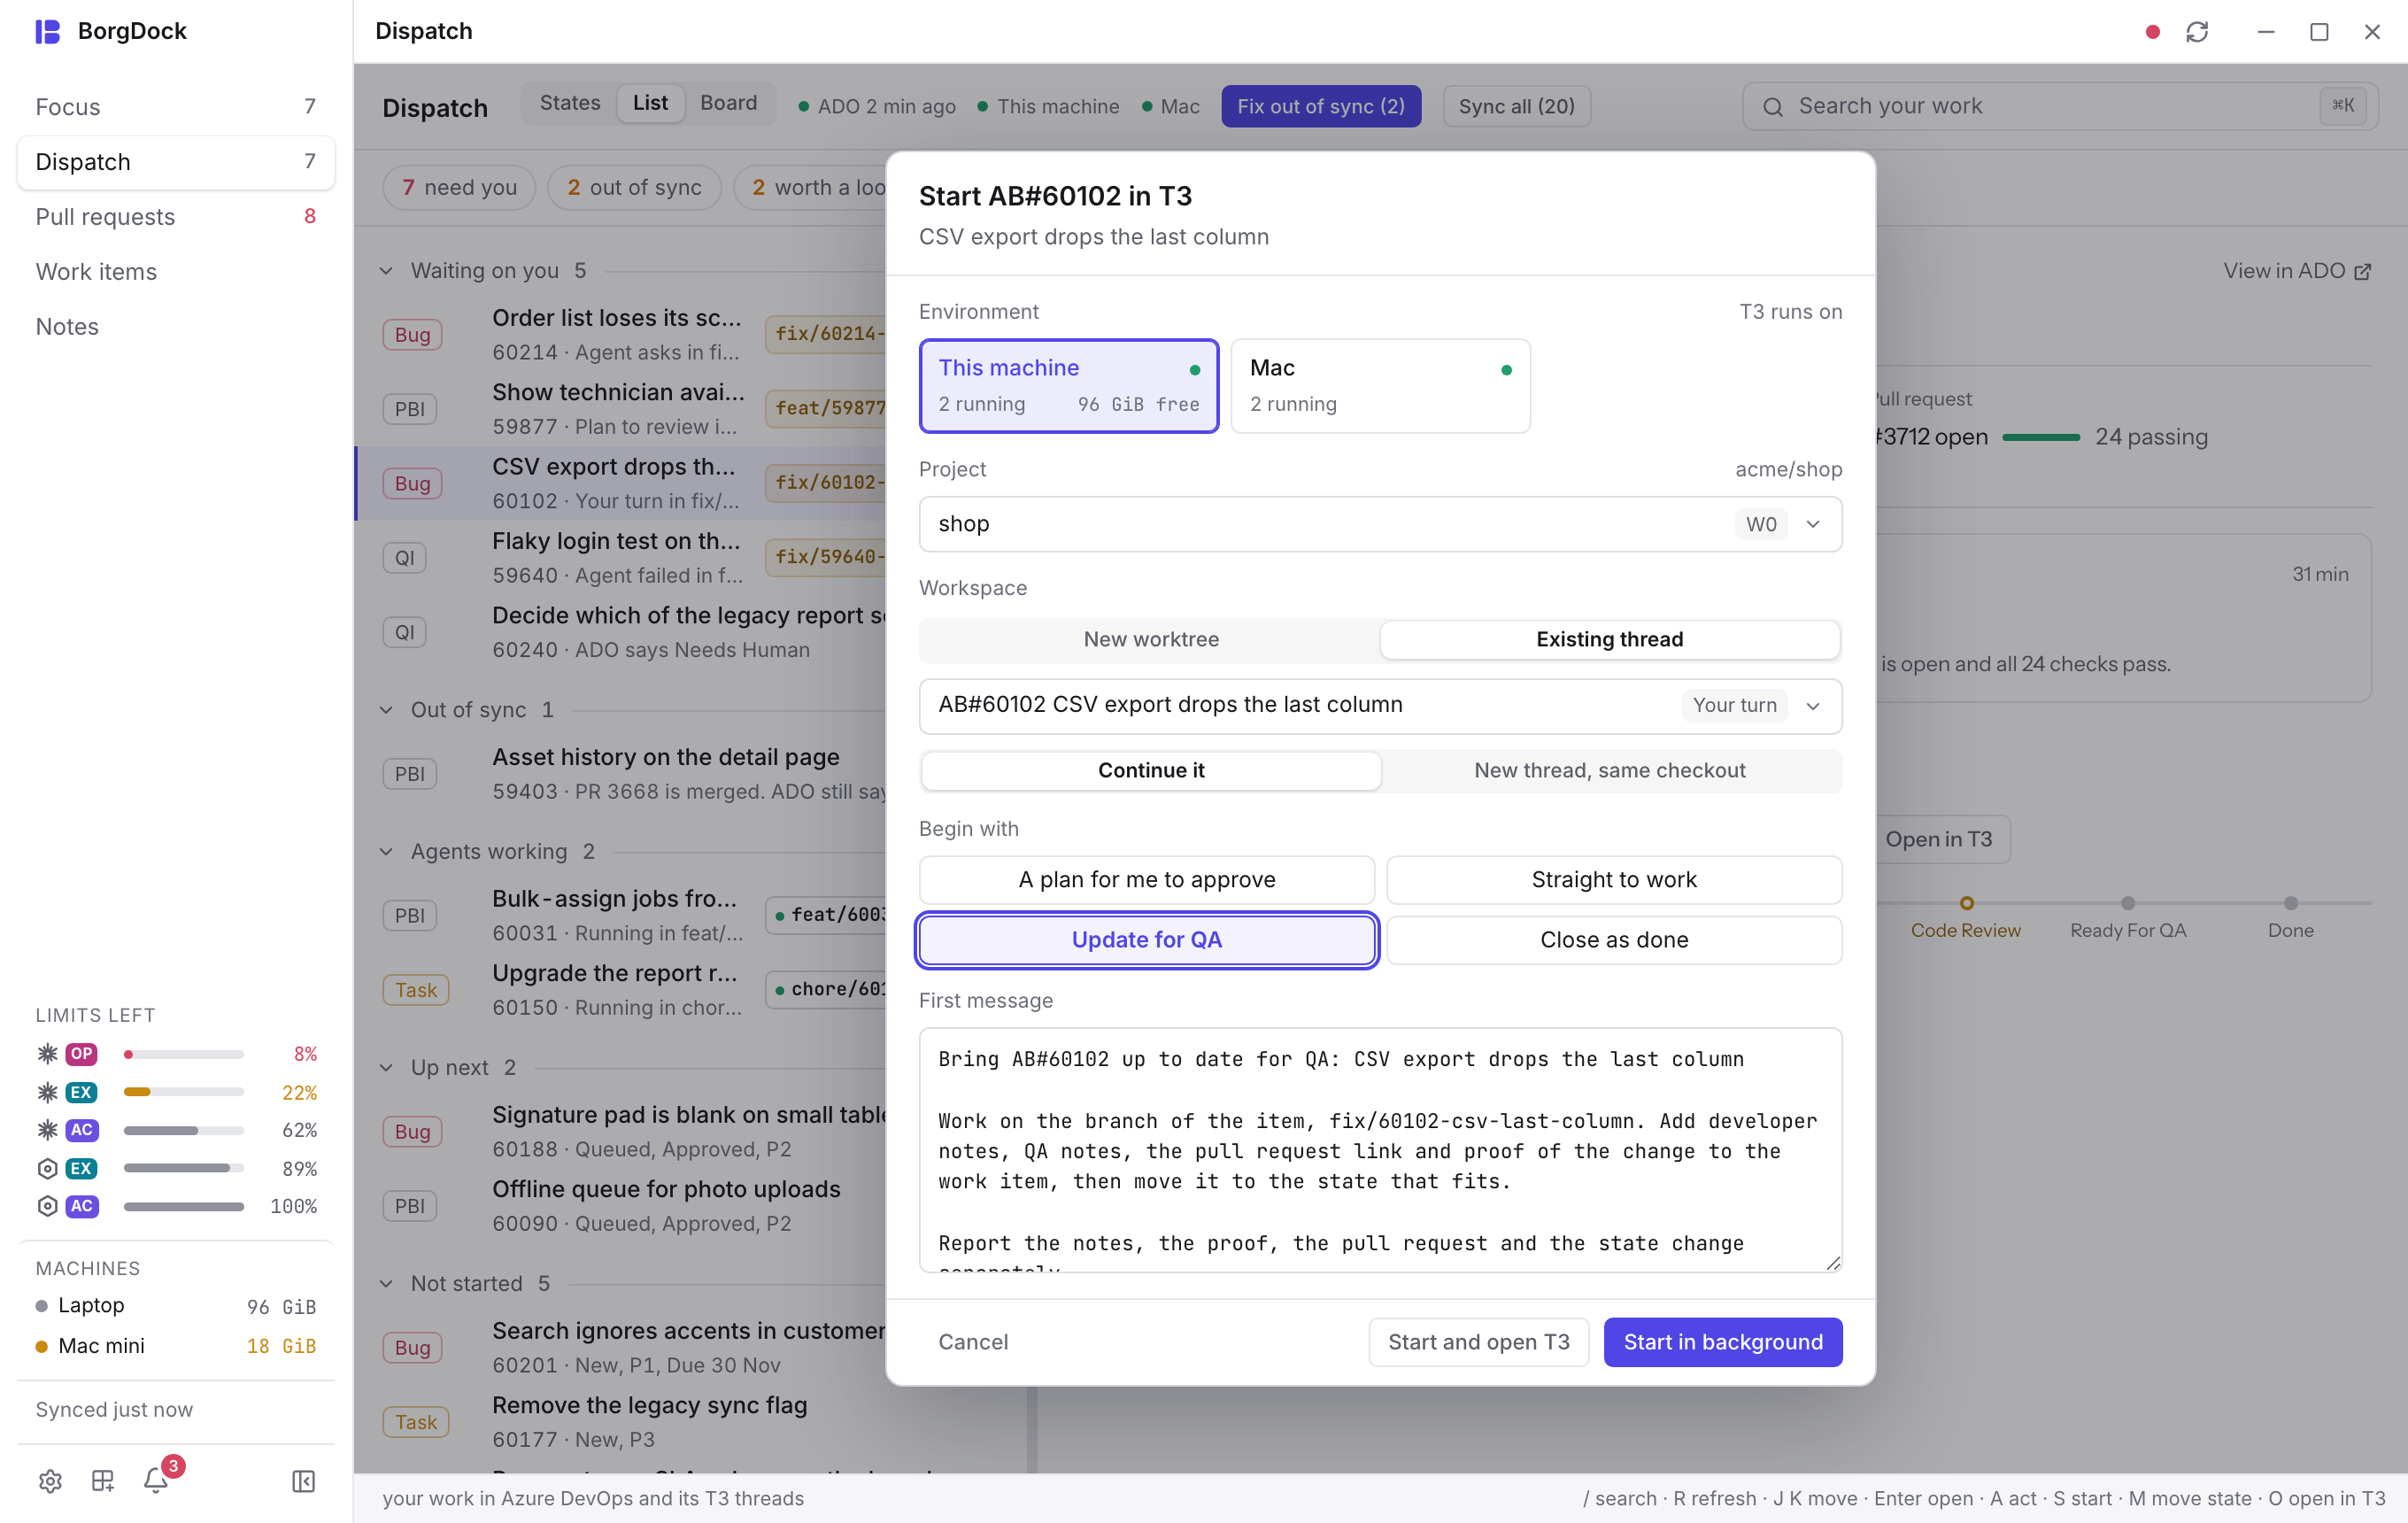 BorgDock
Dispatch
Focus 7
Dispatch 7
Pull requests 8
Work items
Notes
LIMITS LEFT
OP 8%
EX 22%
AC 62%
EX 89%
AC 100%
MACHINES
Laptop 96 GiB
Mac mini 18 GiB
Synced just now
3
Dispatch States List Board ADO 2 min ago This machine Mac Fix out of sync (2) Sync all (20) Search your work ⌘K
7 need you 2 out of sync 2 worth a loo
Waiting on you 5
Bug Order list loses its sc... fix/60214-
60214 · Agent asks in fi...
PBI Show technician avai... feat/59877
59877 · Plan to review i...
Bug CSV export drops th... fix/60102-
60102 · Your turn in fix/...
QI Flaky login test on th... fix/59640-
59640 · Agent failed in f...
QI Decide which of the legacy report s
60240 · ADO says Needs Human
Out of sync 1
PBI Asset history on the detail page
59403 · PR 3668 is merged. ADO still say
Agents working 2
PBI Bulk-assign jobs fro... feat/6003
60031 · Running in feat/...
Task Upgrade the report r... chore/601
60150 · Running in chor...
Up next 2
Bug Signature pad is blank on small table
60188 · Queued, Approved, P2
PBI Offline queue for photo uploads
60090 · Queued, Approved, P2
Not started 5
Bug Search ignores accents in customer
60201 · New, P1, Due 30 Nov
Task Remove the legacy sync flag
60177 · New, P3
Start AB#60102 in T3
CSV export drops the last column
Environment T3 runs on
This machine
2 running 96 GiB free
Mac
2 running
Project acme/shop
shop W0
Workspace
New worktree Existing thread
AB#60102 CSV export drops the last column Your turn
Continue it New thread, same checkout
Begin with
A plan for me to approve Straight to work
Update for QA Close as done
First message
Bring AB#60102 up to date for QA: CSV export drops the last column
Work on the branch of the item, fix/60102-csv-last-column. Add developer
notes, QA notes, the pull request link and proof of the change to the
work item, then move it to the state that fits.
Report the notes, the proof, the pull request and the state change
separately
Cancel Start and open T3 Start in background
View in ADO
Pull request
#3712 open 24 passing
31 min
is open and all 24 checks pass.
Open in T3
Code Review Ready For QA Done
your work in Azure DevOps and its T3 threads
/ search · R refresh · J K move · Enter open · A act · S start · M move state · O open in T3